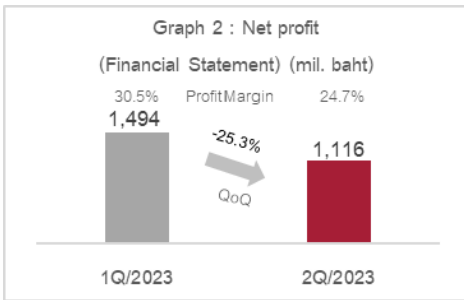 Graph 2 : Net profit
(Financial Statement) (mil. baht)
30.5% ProfitMargin 24.7%
1,494
-25.3%
1,116
QoQ
1Q/2023 2Q/2023